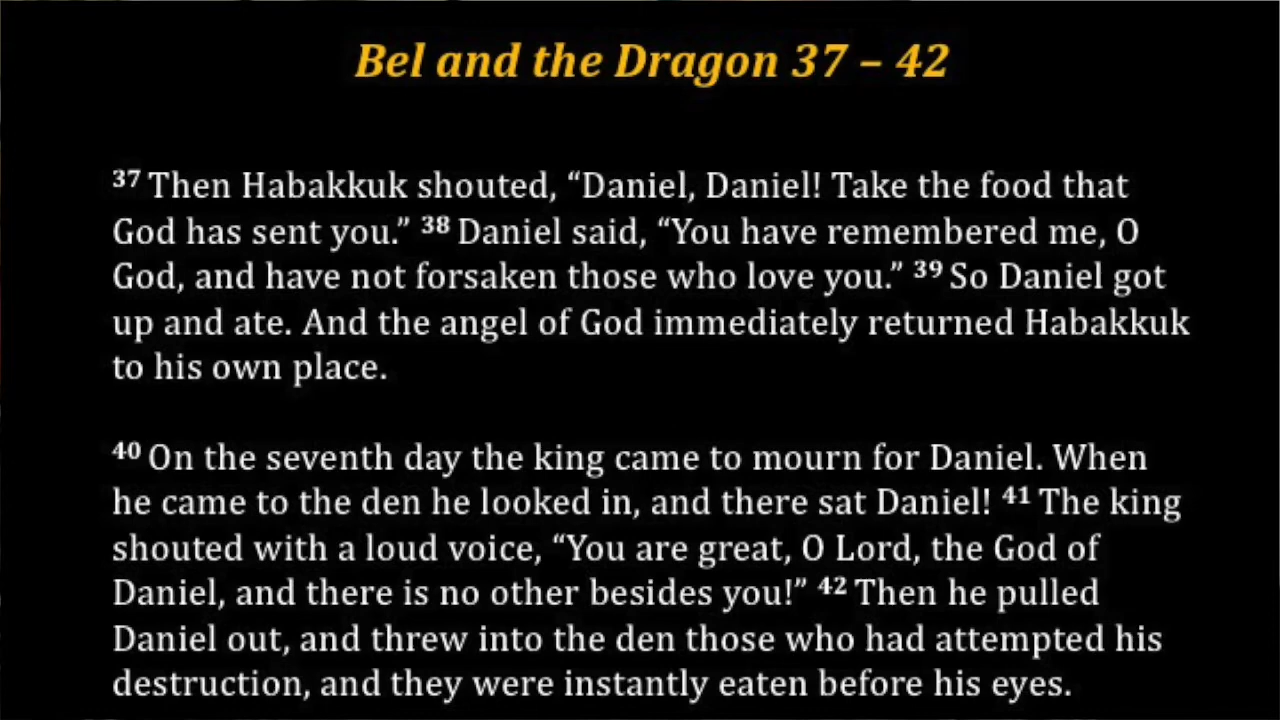 Bel and the Dragon 37 – 42
37 Then Habakkuk shouted, “Daniel, Daniel! Take the food that
God has sent you.” 38 Daniel said, “You have remembered me, O
God, and have not forsaken those who love you.” 39 So Daniel got
up and ate. And the angel of God immediately returned Habakkuk
to his own place.
40 On the seventh day the king came to mourn for Daniel. When
he came to the den he looked in, and there sat Daniel! 41 The king
shouted with a loud voice, “You are great, O Lord, the God of
Daniel, and there is no other besides you!” 42 Then he pulled
Daniel out, and threw into the den those who had attempted his
destruction, and they were instantly eaten before his eyes.